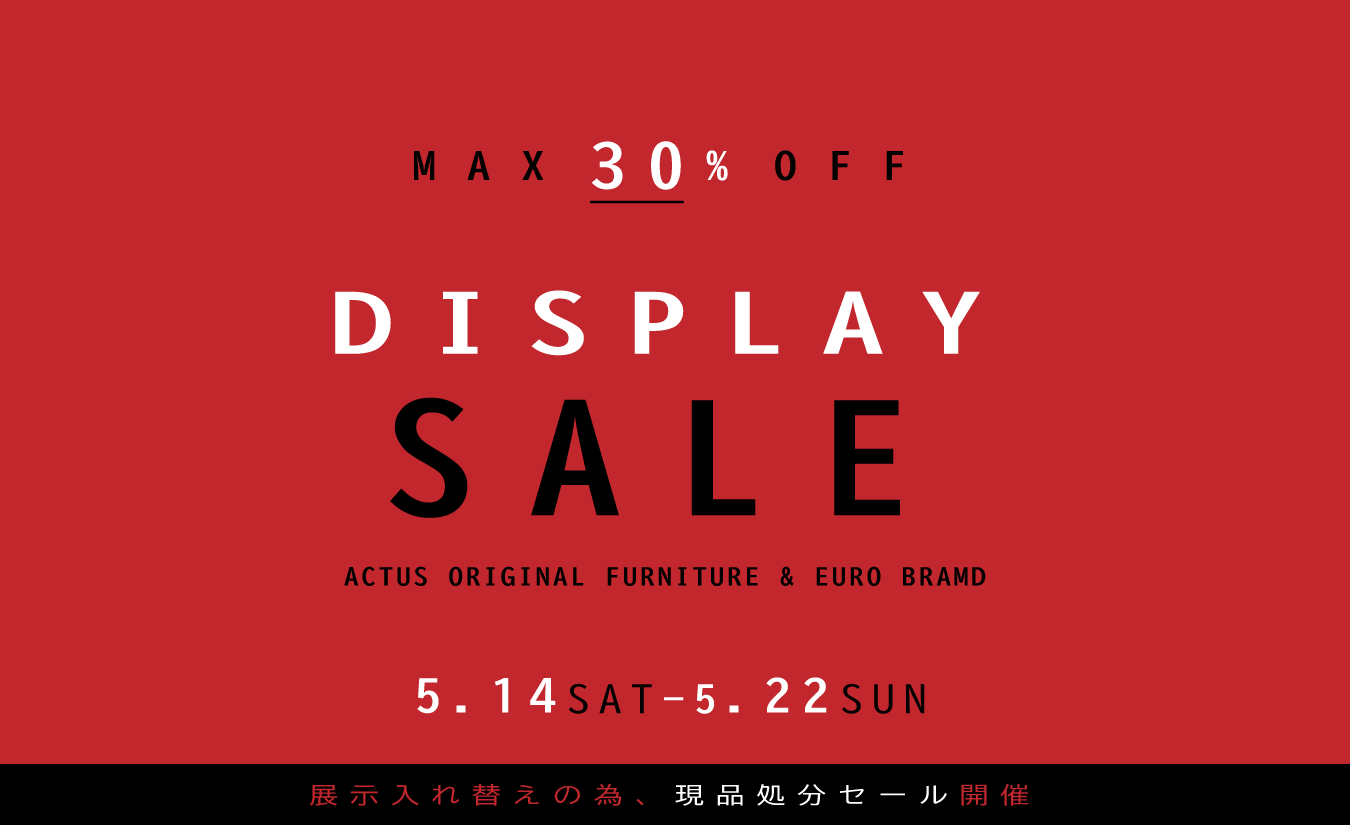 MAX 30% OFF
DISPLAY
SALE
ACTUS ORIGINAL FURNITURE & EURO BRAMD
5.14SAT-5.22SUN
展示入れ替えの為、現品処分セール開催